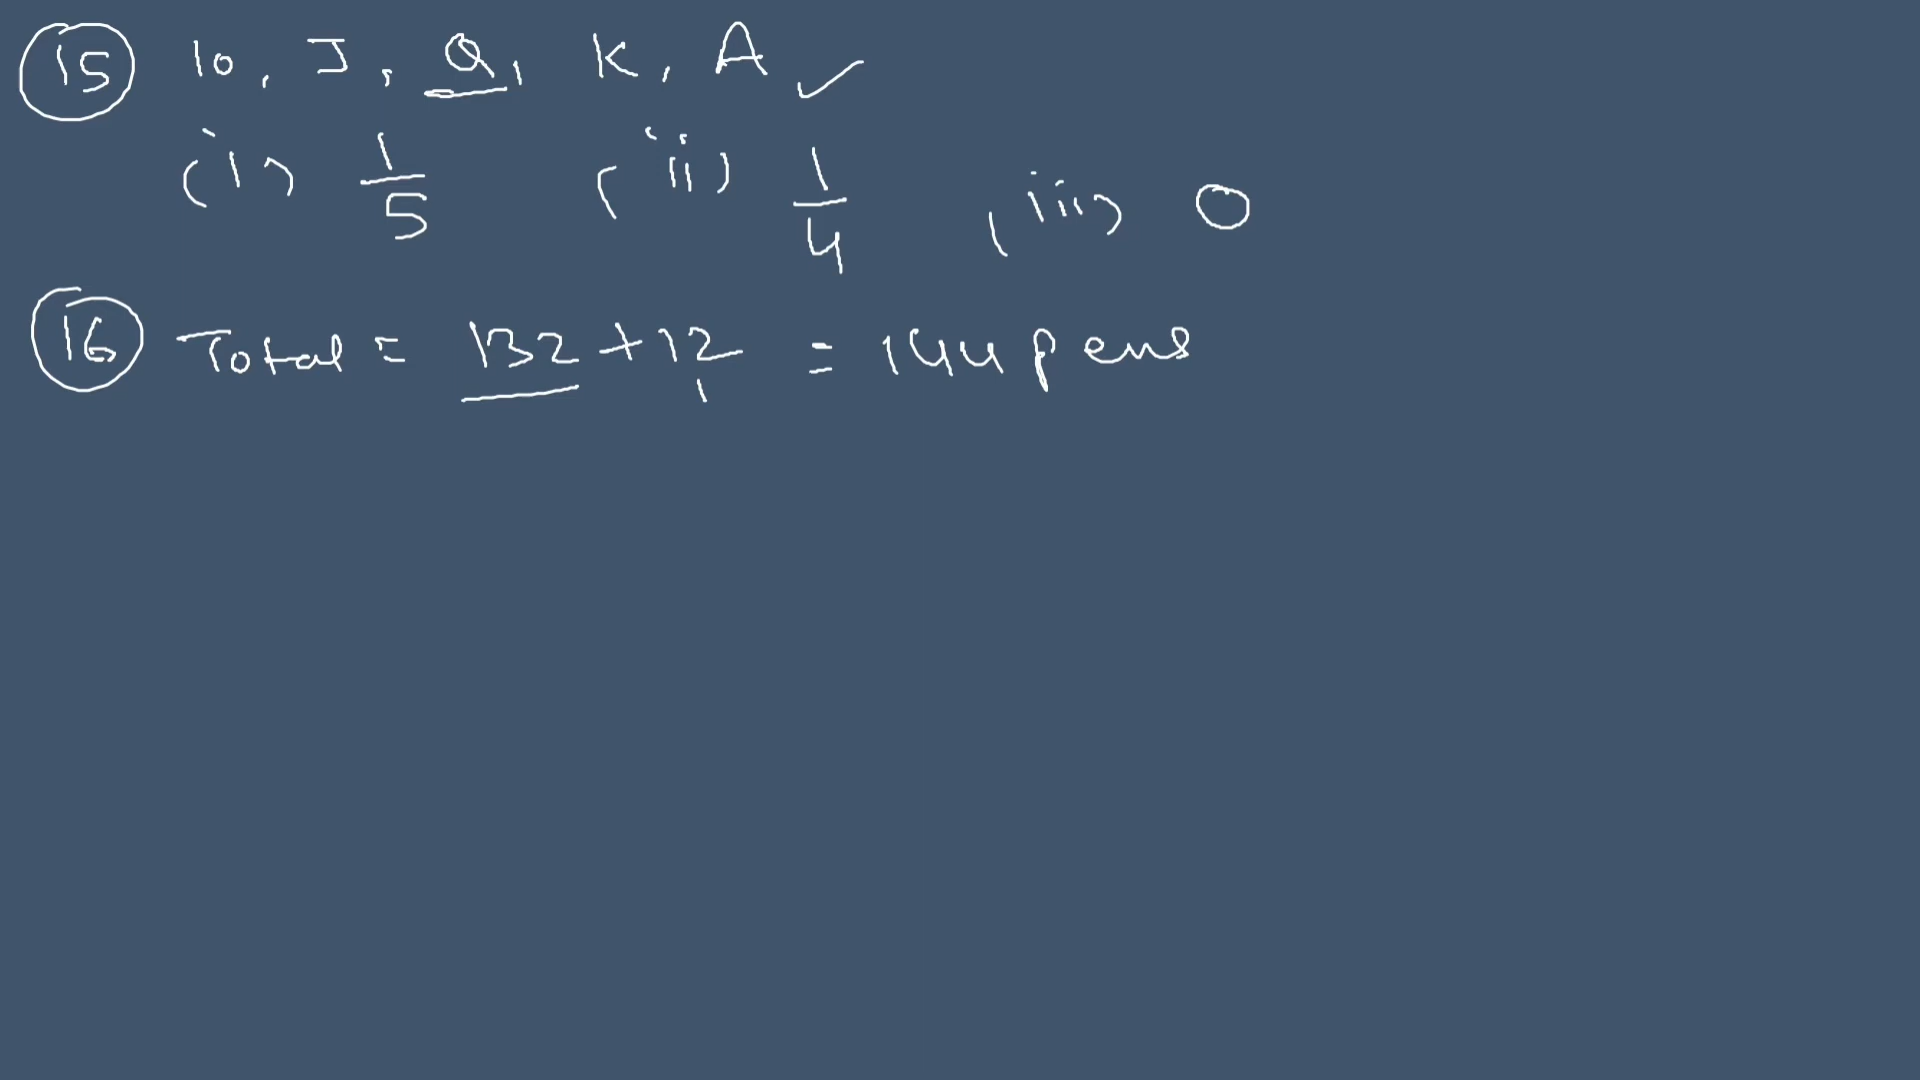 15 10, J, Q, K, A ✓
(i) 1/5 (ii) 1/4 (iii) 0
16 Total = 132 + 12 = 144 pens